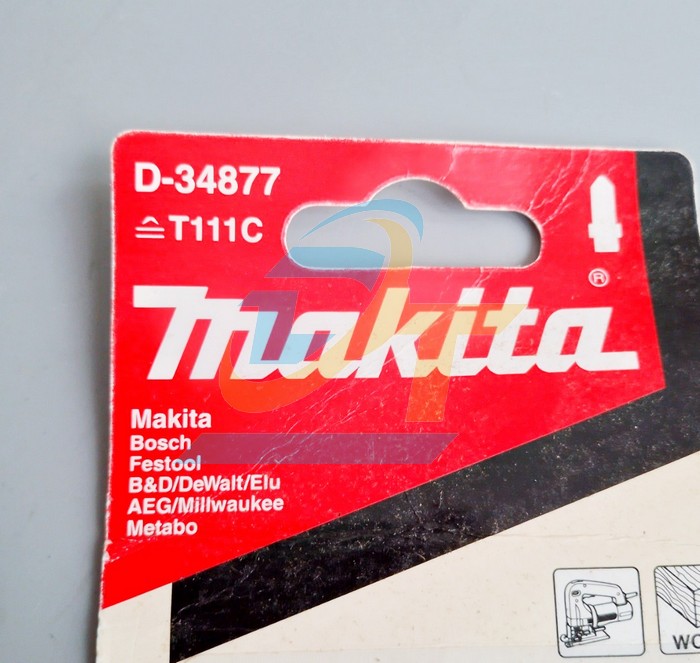 D-34877
≙T111C
makita®
Makita
Bosch
Festool
B&D/DeWalt/Elu
AEG/Millwaukee
Metabo